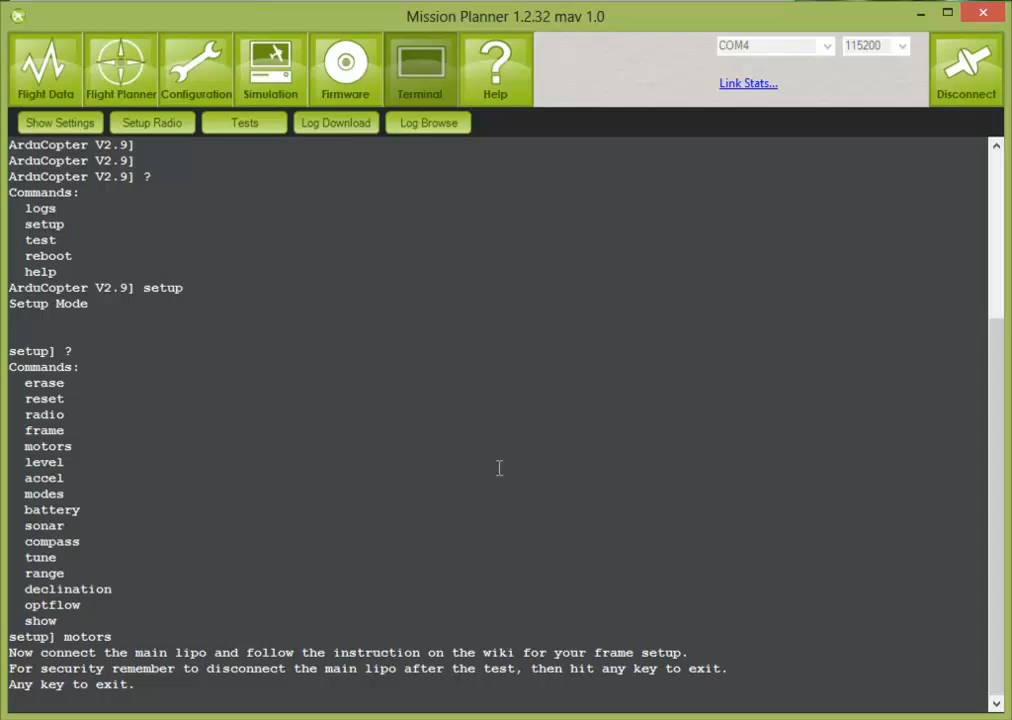 Mission Planner 1.2.32 mav 1.0
Flight Data
Flight Planner
Configuration
Simulation
Firmware
Terminal
Help
COM4
115200
Link Stats...
Disconnect
Show Settings
Setup Radio
Tests
Log Download
Log Browse
ArduCopter V2.9]
ArduCopter V2.9]
ArduCopter V2.9] ?
Commands:
logs
setup
test
reboot
help
ArduCopter V2.9] setup
Setup Mode
setup] ?
Commands:
erase
reset
radio
frame
motors
level
accel
modes
battery
sonar
compass
tune
range
declination
optflow
show
setup] motors
Now connect the main lipo and follow the instruction on the wiki for your frame setup.
For security remember to disconnect the main lipo after the test, then hit any key to exit.
Any key to exit.